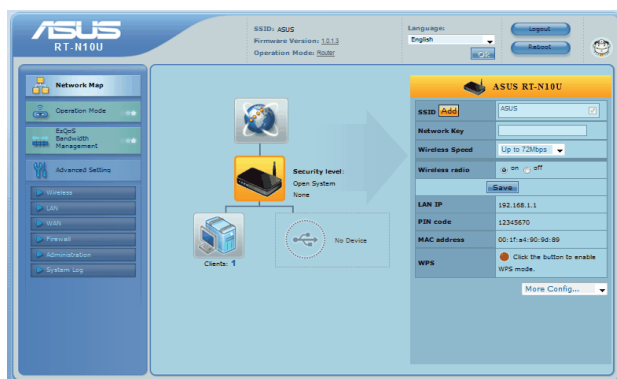 ASUS
RT-N10U
SSID: ASUS
Firmware Version: 1.0.1.3
Operation Mode: Router
Language:
English
OK
Logout
Reboot
Network Map
Operation Mode
EzQoS
Bandwidth
Management
Advanced Setting
Wireless
LAN
WAN
Firewall
Administration
System Log
Security level:
Open System
None
Clients: 1
No Device
ASUS RT-N10U
SSID Add ASUS
Network Key
Wireless Speed Up to 72Mbps
Wireless radio on off
Save
LAN IP 192.168.1.1
PIN code 12345670
MAC address 00:1f:a4:90:9d:89
WPS Click the button to enable
WPS mode.
More Config...